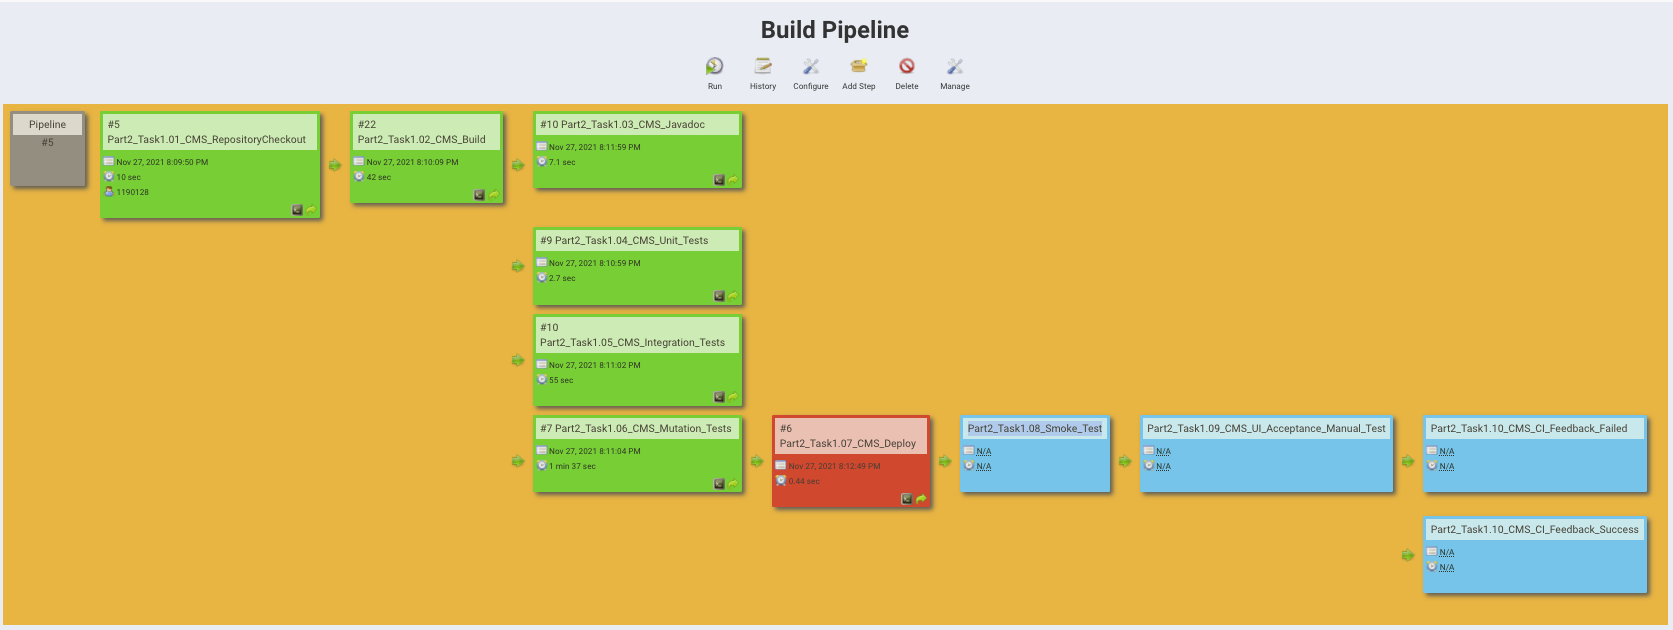 Build Pipeline
Run
History
Configure
Add Step
Delete
Manage
Pipeline
#5
#5
Part2_Task1.01_CMS_RepositoryCheckout
Nov 27, 2021 8:09:50 PM
10 sec
1190128
#22
Part2_Task1.02_CMS_Build
Nov 27, 2021 8:10:09 PM
42 sec
#10 Part2_Task1.03_CMS_Javadoc
Nov 27, 2021 8:11:59 PM
7.1 sec
#9 Part2_Task1.04_CMS_Unit_Tests
Nov 27, 2021 8:10:59 PM
2.7 sec
#10
Part2_Task1.05_CMS_Integration_Tests
Nov 27, 2021 8:11:02 PM
55 sec
#7 Part2_Task1.06_CMS_Mutation_Tests
Nov 27, 2021 8:11:04 PM
1 min 37 sec
#6
Part2_Task1.07_CMS_Deploy
Nov 27, 2021 8:12:49 PM
0.44 sec
Part2_Task1.08_Smoke_Test
N/A
N/A
Part2_Task1.09_CMS_UI_Acceptance_Manual_Test
N/A
N/A
Part2_Task1.10_CMS_CI_Feedback_Failed
N/A
N/A
Part2_Task1.10_CMS_CI_Feedback_Success
N/A
N/A